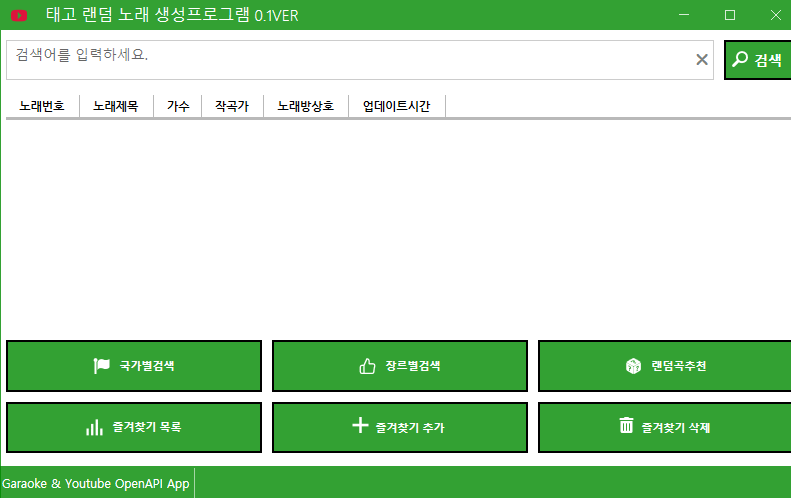 태고 랜덤 노래 생성프로그램 0.1VER
검색어를 입력하세요.
검색
노래번호 노래제목 가수 작곡가 노래방상호 업데이트시간
국가별검색 장르별검색 랜덤곡추천
즐겨찾기 목록 즐겨찾기 추가 즐겨찾기 삭제
Garaoke & Youtube OpenAPI App